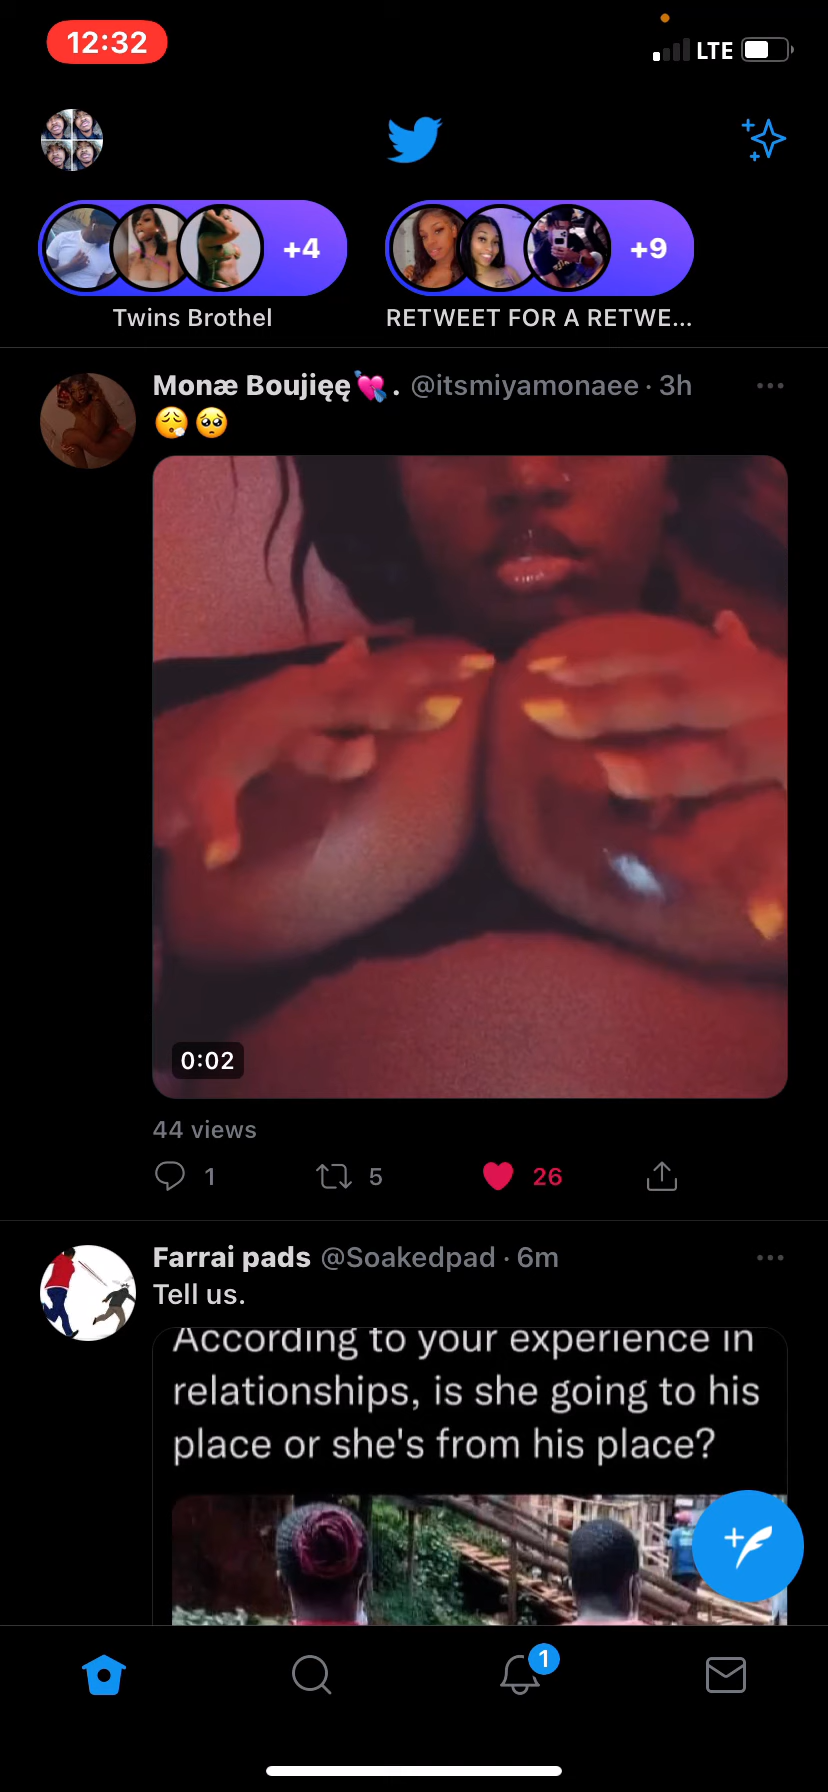 12:32
LTE
+4
+9
Twins Brothel
RETWEET FOR A RETWE...
Monæ Boujięę💘. @itsmiyamonaee · 3h
😮‍💨🥺
0:02
44 views
1 5 26
Farrai pads @Soakedpad · 6m
Tell us.
According to your experience in
relationships, is she going to his
place or she's from his place?
1